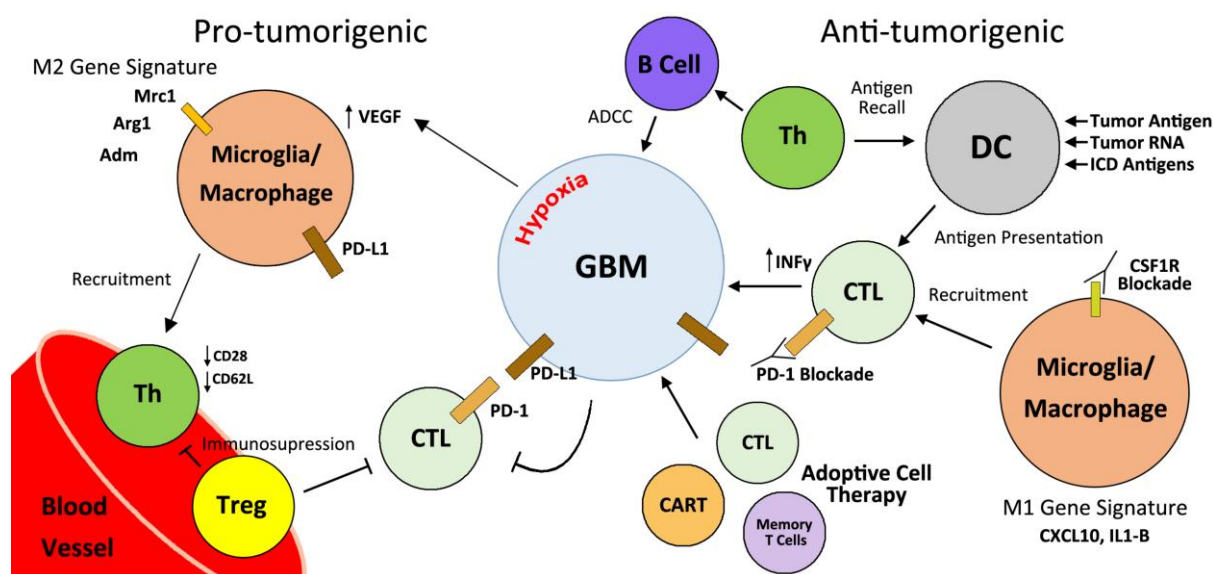 Pro-tumorigenic
Anti-tumorigenic
M2 Gene Signature
Mrc1
Arg1
Adm
↑ VEGF
Microglia/
Macrophage
PD-L1
Recruitment
Th
↓ CD28
↓ CD62L
Immunosupression
Treg
Blood
Vessel
CTL
PD-1
PD-L1
Hypoxia
GBM
ADCC
B Cell
Th
Antigen
Recall
DC
Tumor Antigen
Tumor RNA
ICD Antigens
Antigen Presentation
↑ INFγ
CTL
PD-1 Blockade
Recruitment
CSF1R
Blockade
Microglia/
Macrophage
M1 Gene Signature
CXCL10, IL1-B
CTL
CART
Memory
T Cells
Adoptive Cell
Therapy